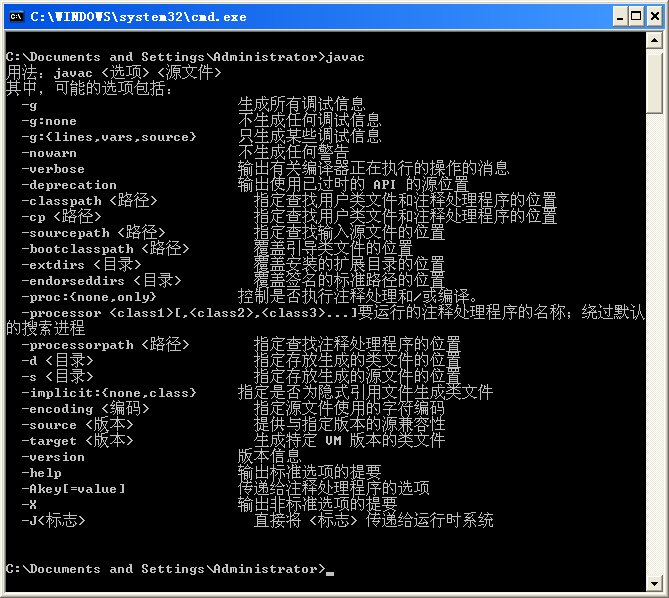 C:\WINDOWS\system32\cmd.exe
C:\Documents and Settings\Administrator>javac
用法：javac <选项> <源文件>
其中，可能的选项包括：
-g 生成所有调试信息
-g:none 不生成任何调试信息
-g:{lines,vars,source} 只生成某些调试信息
-nowarn 不生成任何警告
-verbose 输出有关编译器正在执行的操作的消息
-deprecation 输出使用已过时的 API 的源位置
-classpath <路径> 指定查找用户类文件和注释处理程序的位置
-cp <路径> 指定查找用户类文件和注释处理程序的位置
-sourcepath <路径> 指定查找输入源文件的位置
-bootclasspath <路径> 覆盖引导类文件的位置
-extdirs <目录> 覆盖安装的扩展目录的位置
-endorseddirs <目录> 覆盖签名的标准路径的位置
-proc:{none,only} 控制是否执行注释处理和/或编译。
-processor <class1>[,<class2>,<class3>...]要运行的注释处理程序的名称；绕过默认
的搜索进程
-processorpath <路径> 指定查找注释处理程序的位置
-d <目录> 指定存放生成的类文件的位置
-s <目录> 指定存放生成的源文件的位置
-implicit:{none,class} 指定是否为隐式引用文件生成类文件
-encoding <编码> 指定源文件使用的字符编码
-source <版本> 提供与指定版本的源兼容性
-target <版本> 生成特定 VM 版本的类文件
-version 版本信息
-help 输出标准选项的提要
-Akey[=value] 传递给注释处理程序的选项
-X 输出非标准选项的提要
-J<标志> 直接将 <标志> 传递给运行时系统
C:\Documents and Settings\Administrator>_